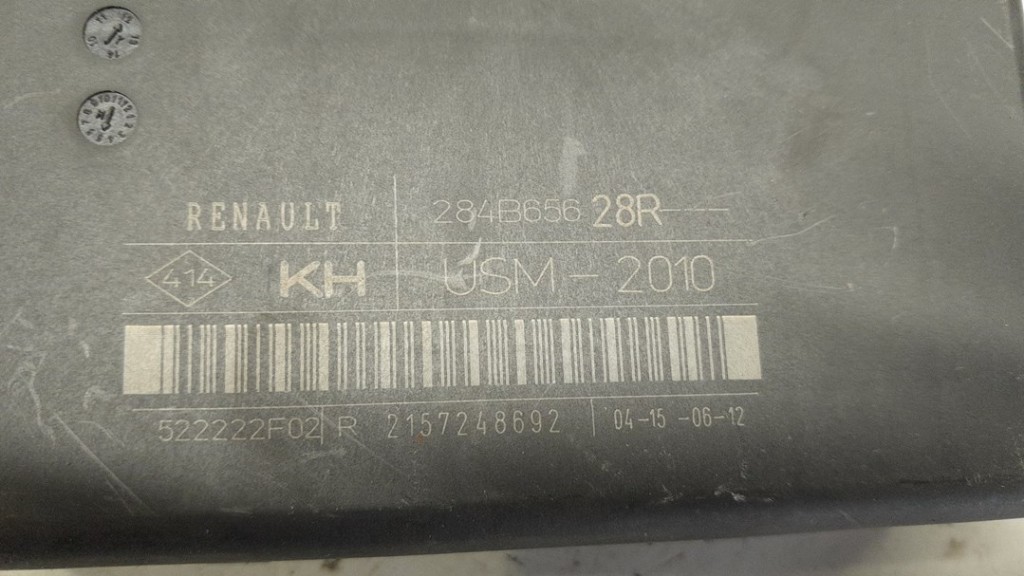 RENAULT 284B656 28R
414 KH USM-2010
522222F02 R 2157248692 04-15-06-12